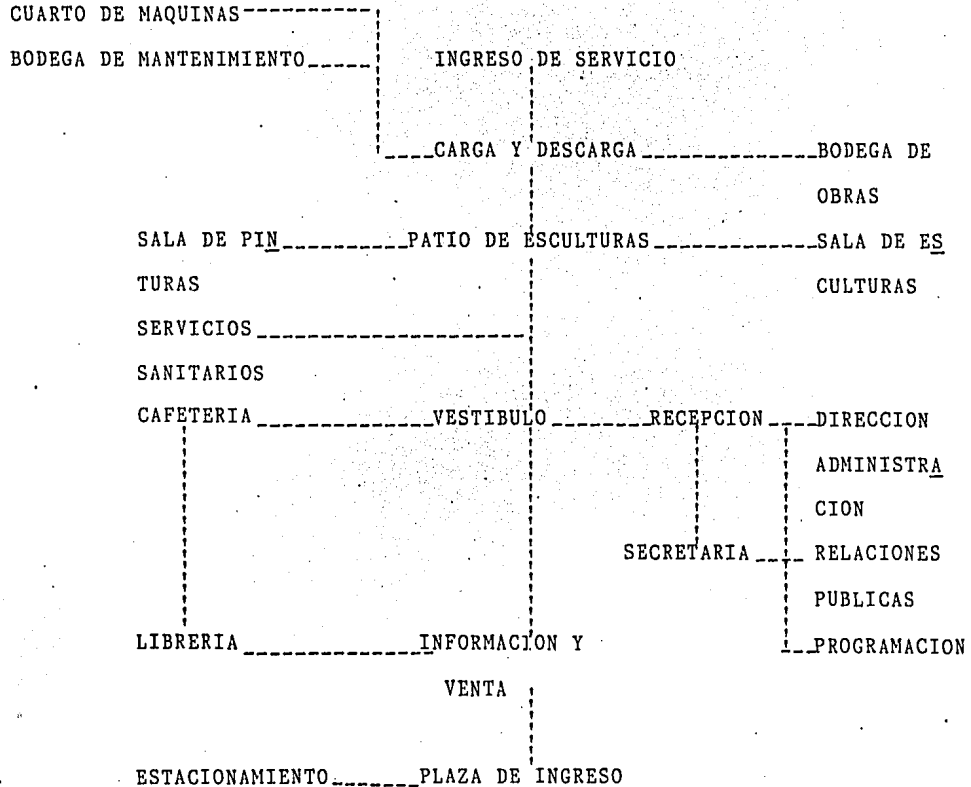 CUARTO DE MAQUINAS
BODEGA DE MANTENIMIENTO INGRESO DE SERVICIO
CARGA Y DESCARGA BODEGA DE
OBRAS
SALA DE PIN PATIO DE ESCULTURAS SALA DE ES
TURAS CULTURAS
SERVICIOS
SANITARIOS
CAFETERIA VESTIBULO RECEPCION DIRECCION
ADMINISTRA
CION
SECRETARIA RELACIONES
PUBLICAS
LIBRERIA INFORMACION Y PROGRAMACION
VENTA
ESTACIONAMIENTO PLAZA DE INGRESO